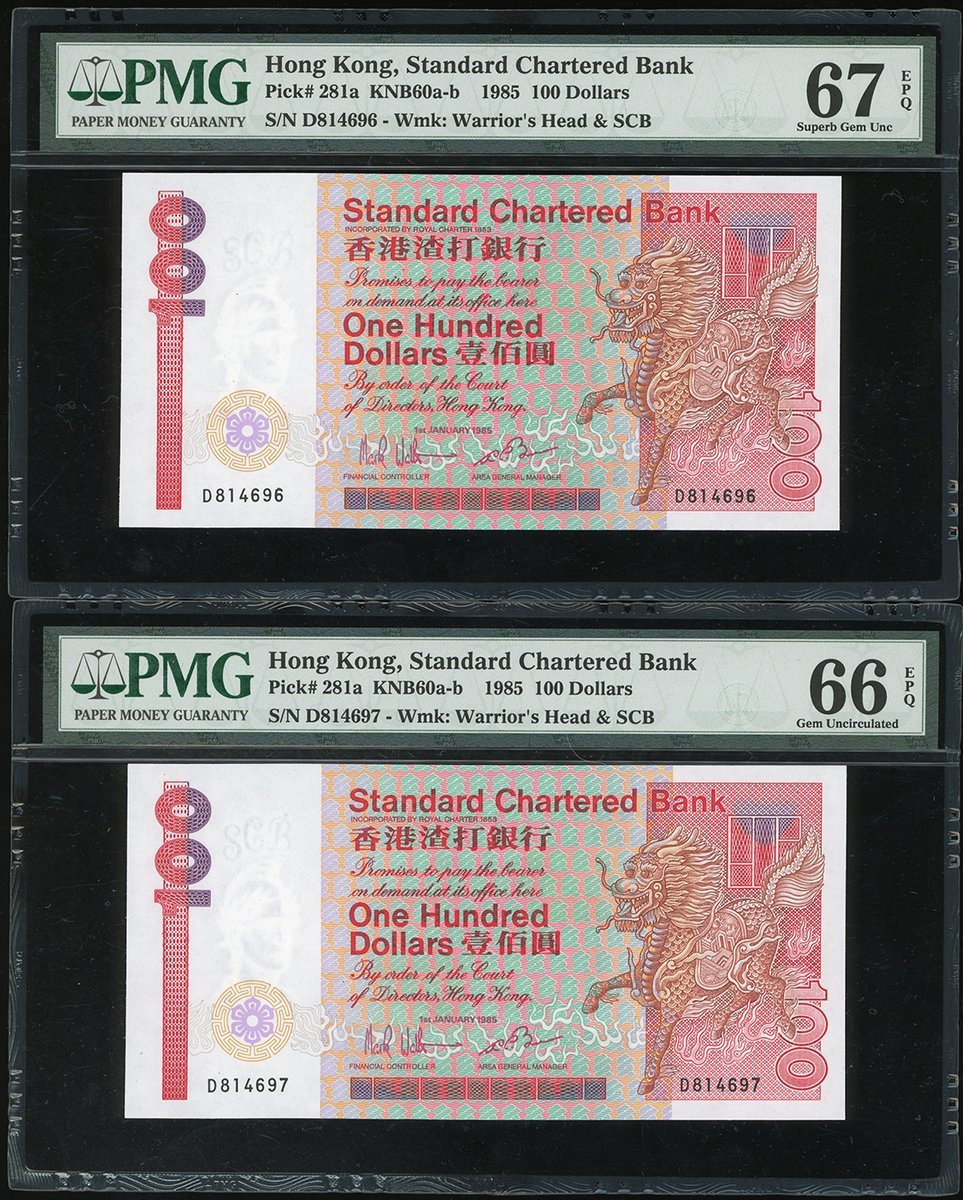 PMG
PAPER MONEY GUARANTY
Hong Kong, Standard Chartered Bank
Pick# 281a KNB60a-b 1985 100 Dollars
S/N D814696 - Wmk: Warrior's Head & SCB
67 EPQ
Superb Gem Unc
100
SCB
Standard Chartered Bank
INCORPORATED BY ROYAL CHARTER 1853
香港渣打銀行
Promises to pay the bearer
on demand at its office here
One Hundred
Dollars 壹佰圓
By order of the Court
of Directors, Hong Kong.
1st JANUARY 1985
FINANCIAL CONTROLLER AREA GENERAL MANAGER
D814696 D814696
100
PMG
PAPER MONEY GUARANTY
Hong Kong, Standard Chartered Bank
Pick# 281a KNB60a-b 1985 100 Dollars
S/N D814697 - Wmk: Warrior's Head & SCB
66 EPQ
Gem Uncirculated
100
SCB
Standard Chartered Bank
INCORPORATED BY ROYAL CHARTER 1853
香港渣打銀行
Promises to pay the bearer
on demand at its office here
One Hundred
Dollars 壹佰圓
By order of the Court
of Directors, Hong Kong.
1st JANUARY 1985
FINANCIAL CONTROLLER AREA GENERAL MANAGER
D814697 D814697
100